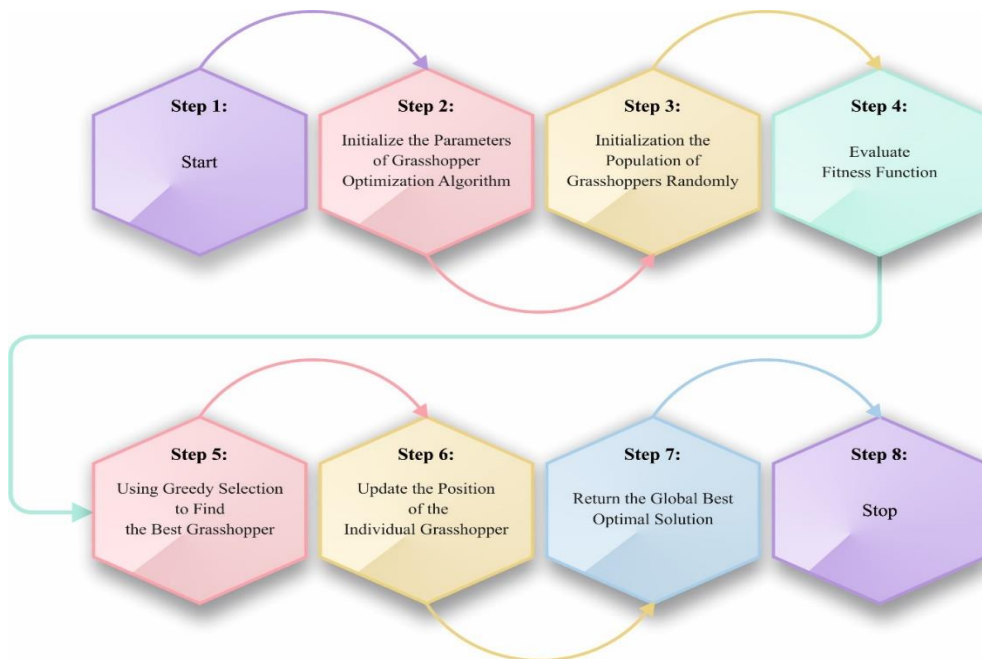 Step 1:
Start
Step 2:
Initialize the Parameters
of Grasshopper
Optimization Algorithm
Step 3:
Initialization the
Population of
Grasshoppers Randomly
Step 4:
Evaluate
Fitness Function
Step 5:
Using Greedy Selection
to Find
the Best Grasshopper
Step 6:
Update the Position
of the
Individual Grasshopper
Step 7:
Return the Global Best
Optimal Solution
Step 8:
Stop